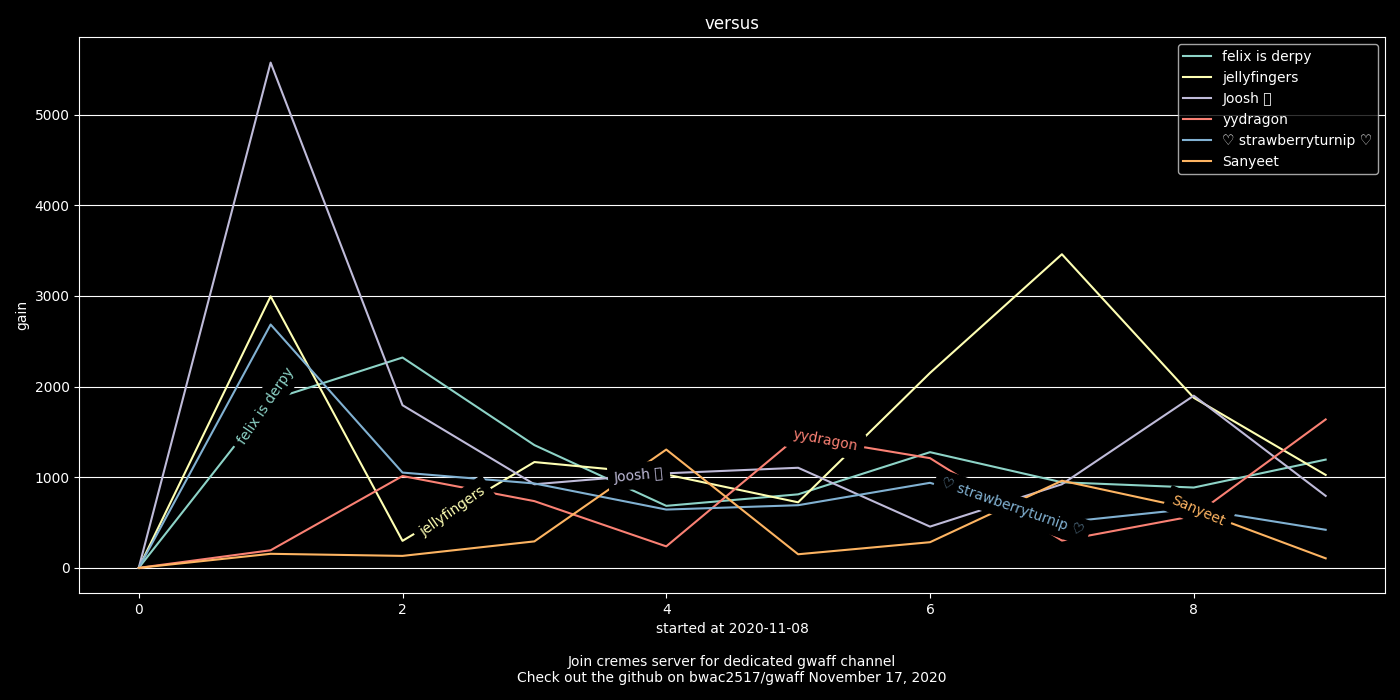 versus
felix is derpy
jellyfingers
Joosh
yydragon
♡ strawberryturnip ♡
Sanyeet
5000
4000
3000
2000
1000
0
gain
felix is derpy
jellyfingers
Joosh
yydragon
♡ strawberryturnip ♡
Sanyeet
0 2 4 6 8
started at 2020-11-08
Join cremes server for dedicated gwaff channel
Check out the github on bwac2517/gwaff November 17, 2020